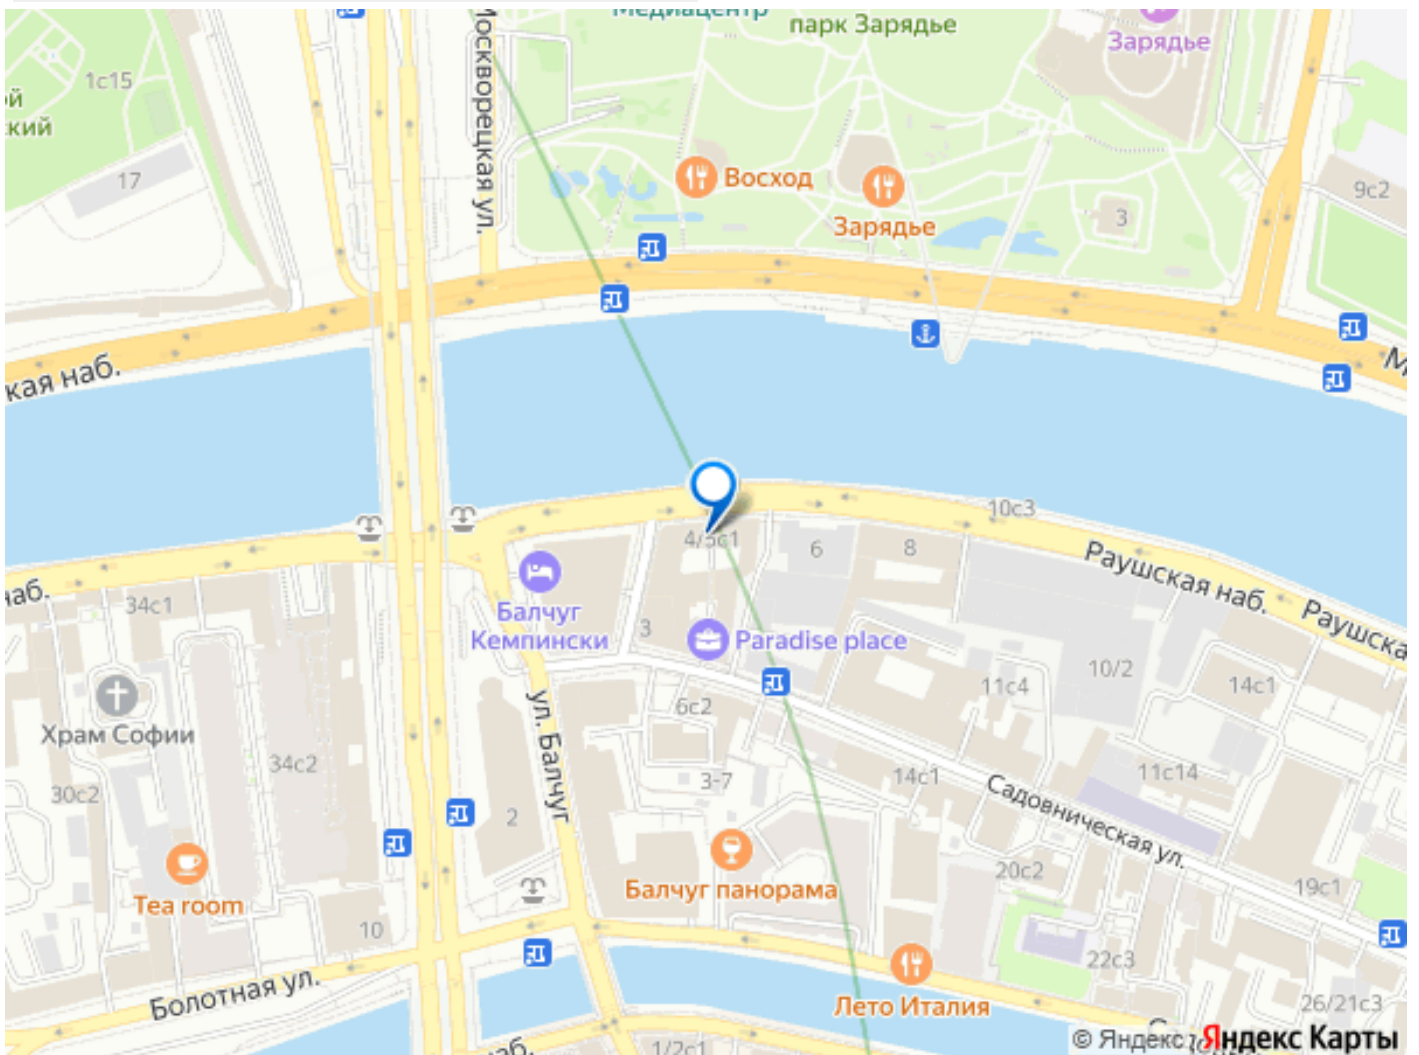 Медиацентр
парк Зарядье
Зарядье
1с15
ой
ский
Москворецкая ул.
17
Восход
Зарядье
3
9с2
кая наб.
10с3
4/5с1
6
8
Раушская наб.
Раушска
наб.
34с1
Балчуг
Кемпински
3
Paradise place
10/2
11с4
14с1
Храм Софии
6с2
ул. Балчуг
34с2
30с2
3-7
14с1
11с14
2
Садовническая ул.
Tea room
Балчуг панорама
20с2
19с1
10
22с3
Болотная ул.
Лето Италия
26/21с3
наб.
1/2с1
© Яндекс
Яндекс Карты